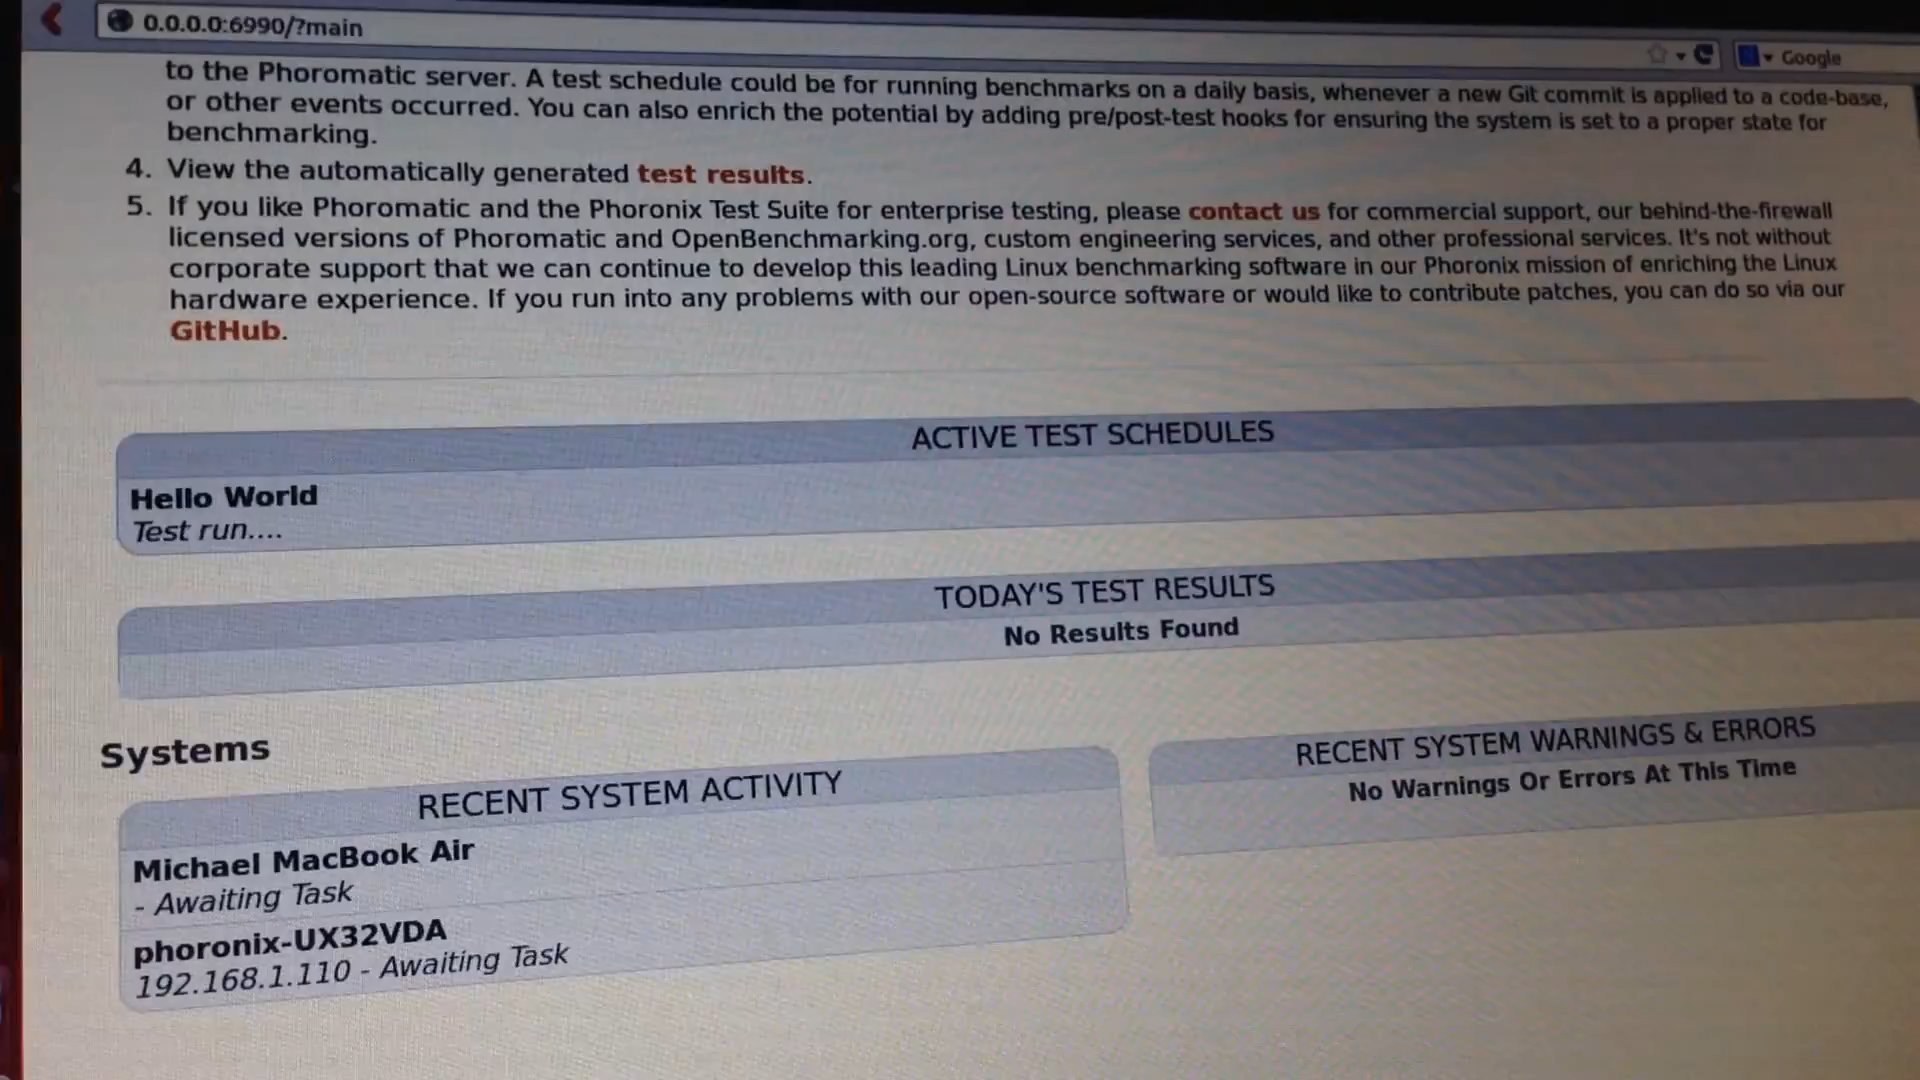 0.0.0.0:6990/?main
Google
to the Phoromatic server. A test schedule could be for running benchmarks on a daily basis, whenever a new Git commit is applied to a code-base,
or other events occurred. You can also enrich the potential by adding pre/post-test hooks for ensuring the system is set to a proper state for
benchmarking.
4. View the automatically generated test results.
5. If you like Phoromatic and the Phoronix Test Suite for enterprise testing, please contact us for commercial support, our behind-the-firewall
licensed versions of Phoromatic and OpenBenchmarking.org, custom engineering services, and other professional services. It's not without
corporate support that we can continue to develop this leading Linux benchmarking software in our Phoronix mission of enriching the Linux
hardware experience. If you run into any problems with our open-source software or would like to contribute patches, you can do so via our
GitHub.
ACTIVE TEST SCHEDULES
Hello World
Test run....
TODAY'S TEST RESULTS
No Results Found
Systems
RECENT SYSTEM ACTIVITY
Michael MacBook Air
- Awaiting Task
phoronix-UX32VDA
192.168.1.110 - Awaiting Task
RECENT SYSTEM WARNINGS & ERRORS
No Warnings Or Errors At This Time